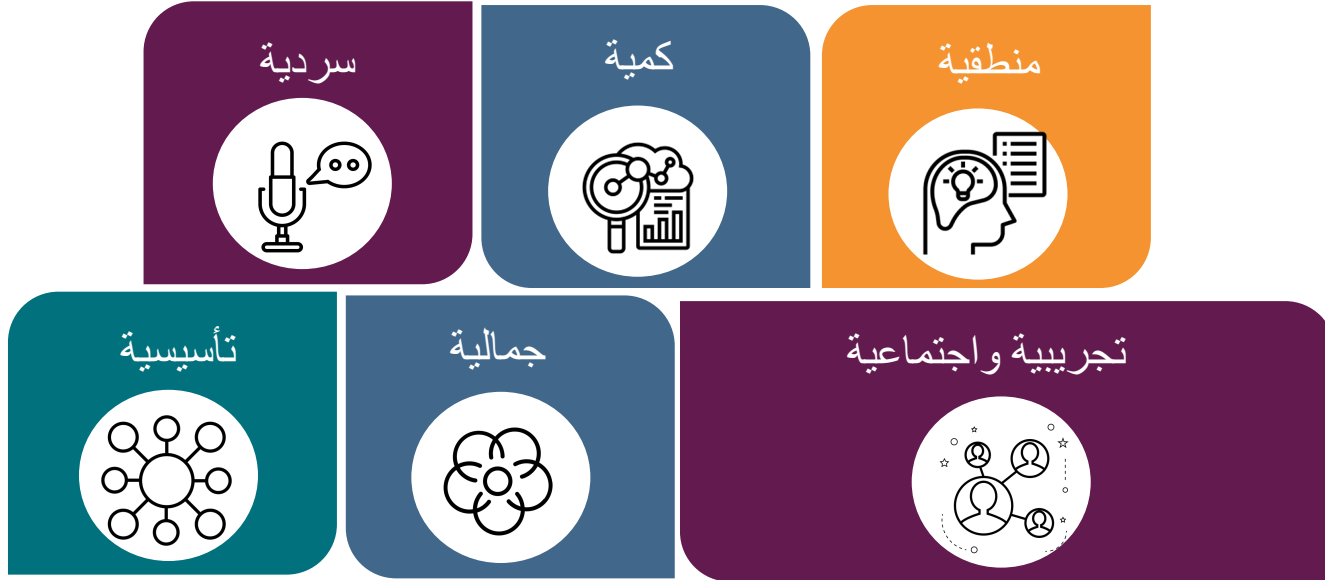 منطقية
كمية
سردية
تجريبية واجتماعية
جمالية
تأسيسية